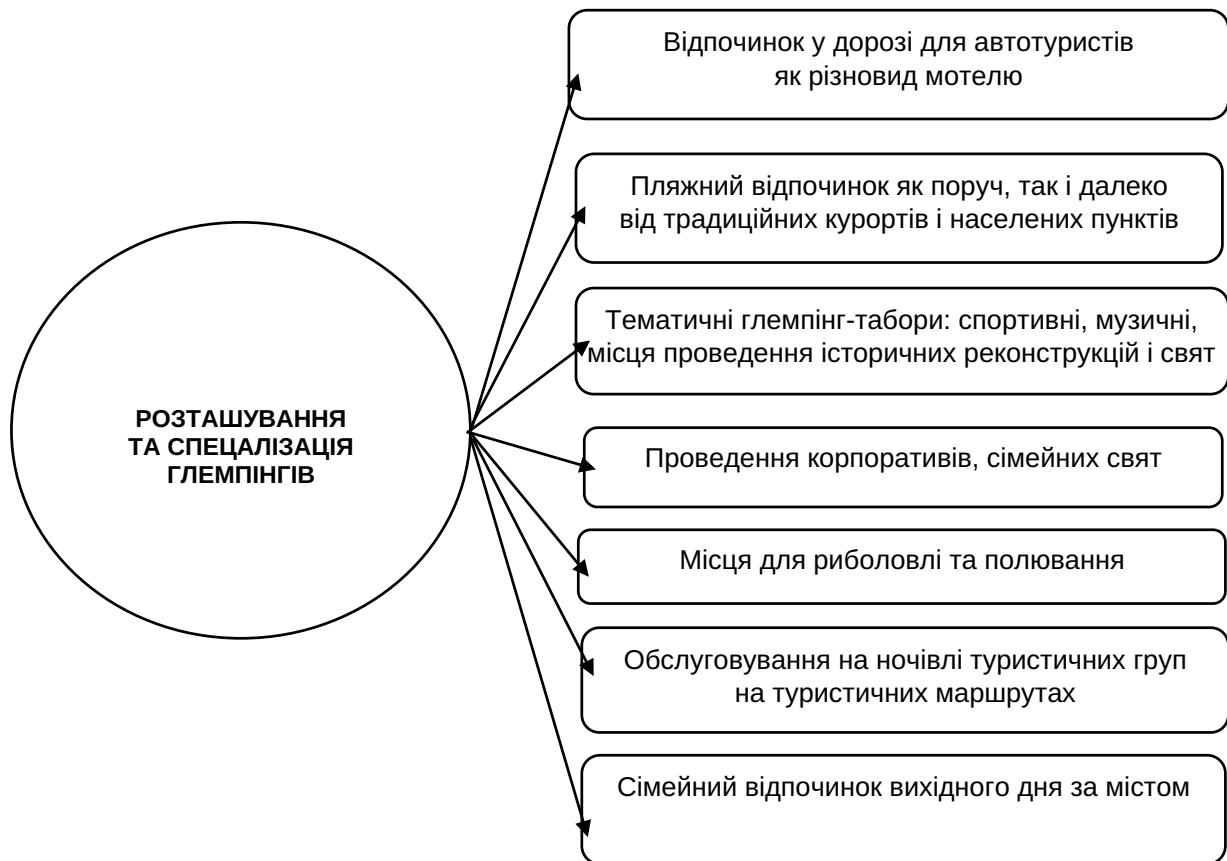 Відпочинок у дорозі для автотуристів
як різновид мотелю
Пляжний відпочинок як поруч, так і далеко
від традиційних курортів і населених пунктів
Тематичні глемпінг-табори: спортивні, музичні,
місця проведення історичних реконструкцій і свят
РОЗТАШУВАННЯ
ТА СПЕЦАЛІЗАЦІЯ
ГЛЕМПІНГІВ
Проведення корпоративів, сімейних свят
Місця для риболовлі та полювання
Обслуговування на ночівлі туристичних груп
на туристичних маршрутах
Сімейний відпочинок вихідного дня за містом